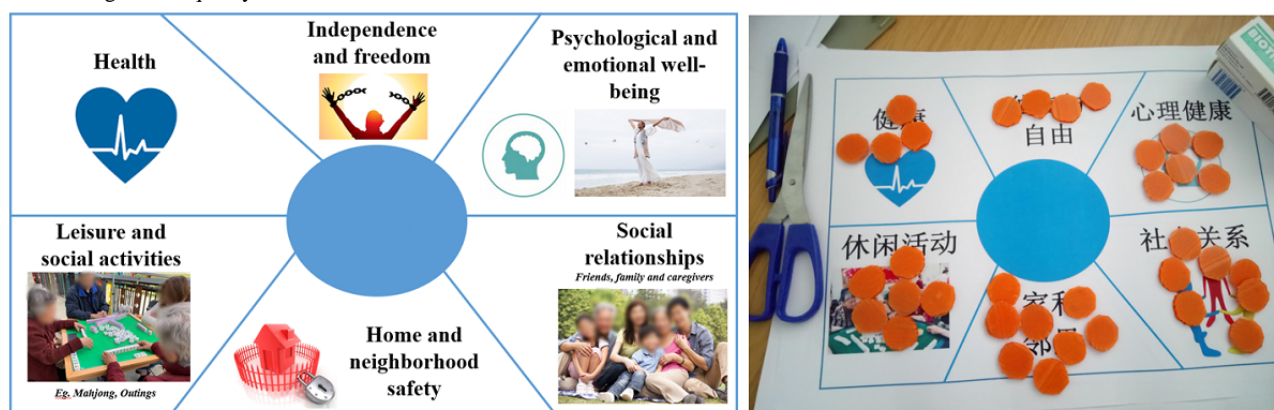 Health
Independence
and freedom
Psychological and
emotional well-
being
Leisure and
social activities
Eg. Mahjong, Outings
Home and
neighborhood
safety
Social
relationships
Friends, family and caregivers
自由
心理健康
休闲活动
关系
BIOT